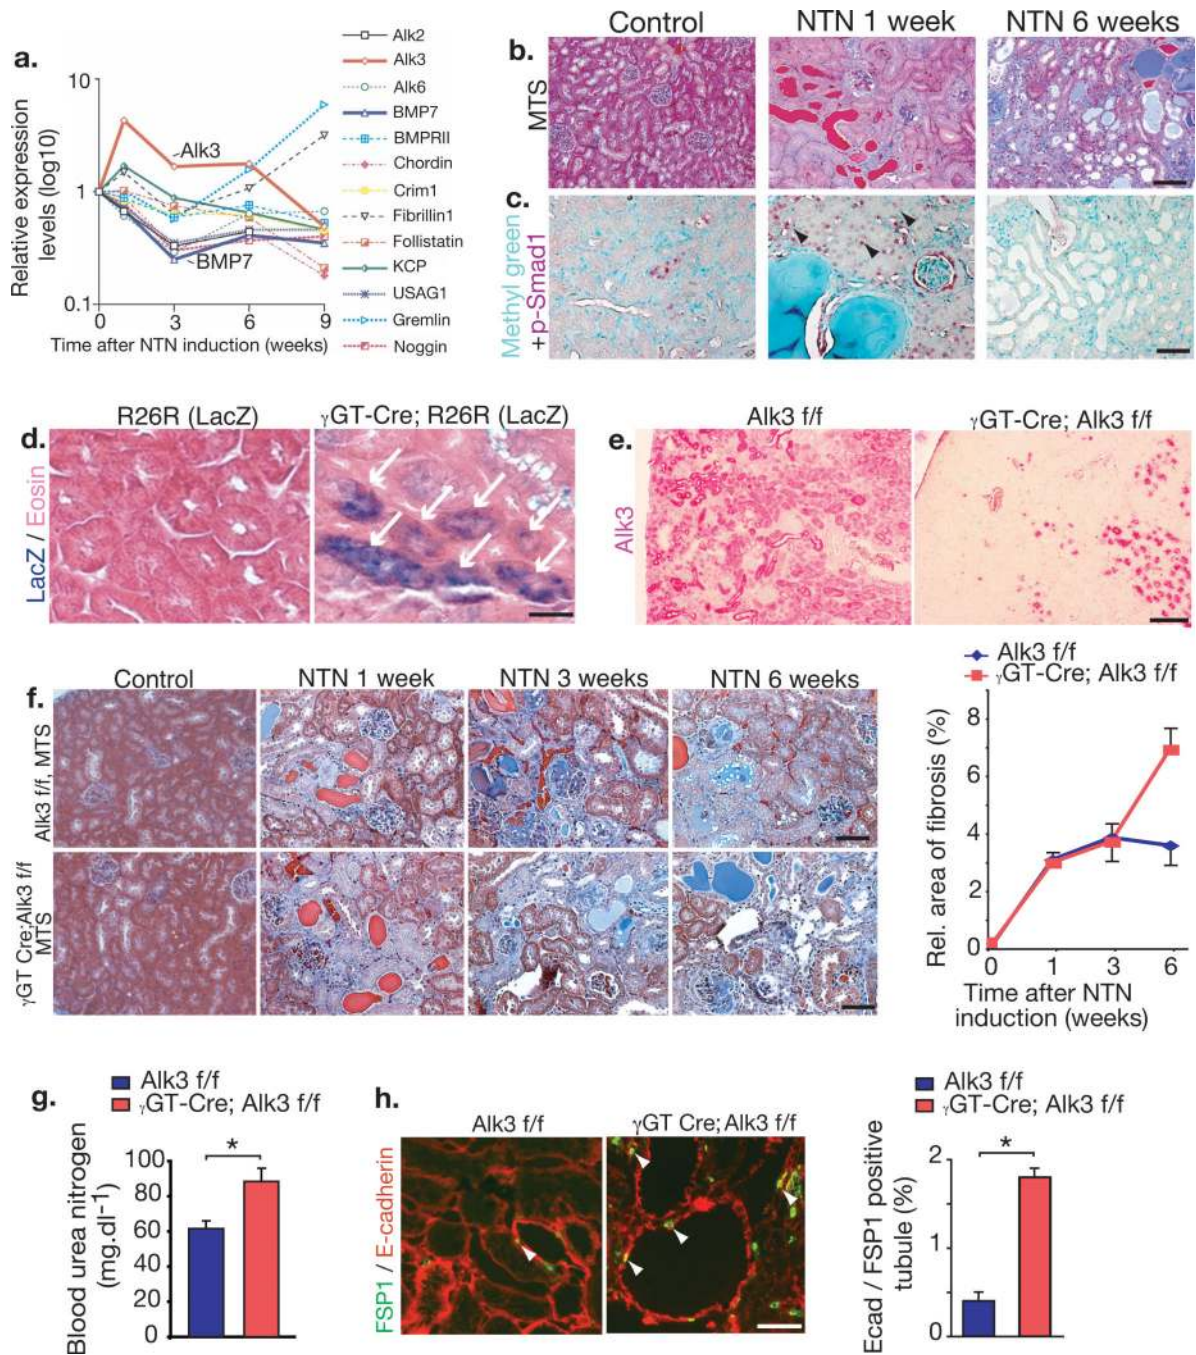 a.
Relative expression
levels (log10)
10
1
0.1
Alk3
BMP7
0 3 6 9
Time after NTN induction (weeks)
Alk2
Alk3
Alk6
BMP7
BMPRII
Chordin
Crim1
Fibrillin1
Follistatin
KCP
USAG1
Gremlin
Noggin
Control NTN 1 week NTN 6 weeks
b.
MTS
c.
Methyl green
+ p-Smad1
d.
R26R (LacZ) γGT-Cre; R26R (LacZ)
LacZ / Eosin
e.
Alk3 f/f γGT-Cre; Alk3 f/f
Alk3
f.
Control NTN 1 week NTN 3 weeks NTN 6 weeks
Alk3 f/f, MTS
γGT Cre;Alk3 f/f
MTS
Alk3 f/f
γGT-Cre; Alk3 f/f
Rel. area of fibrosis (%)
8
6
4
2
0
0 1 3 6
Time after NTN
induction (weeks)
g.
Alk3 f/f
γGT-Cre; Alk3 f/f
Blood urea nitrogen
(mg.dl-1)
100
80
60
40
20
0
*
h.
Alk3 f/f γGT Cre; Alk3 f/f
FSP1 / E-cadherin
Alk3 f/f
γGT-Cre; Alk3 f/f
Ecad / FSP1 positive
tubule (%)
2
1
0
*